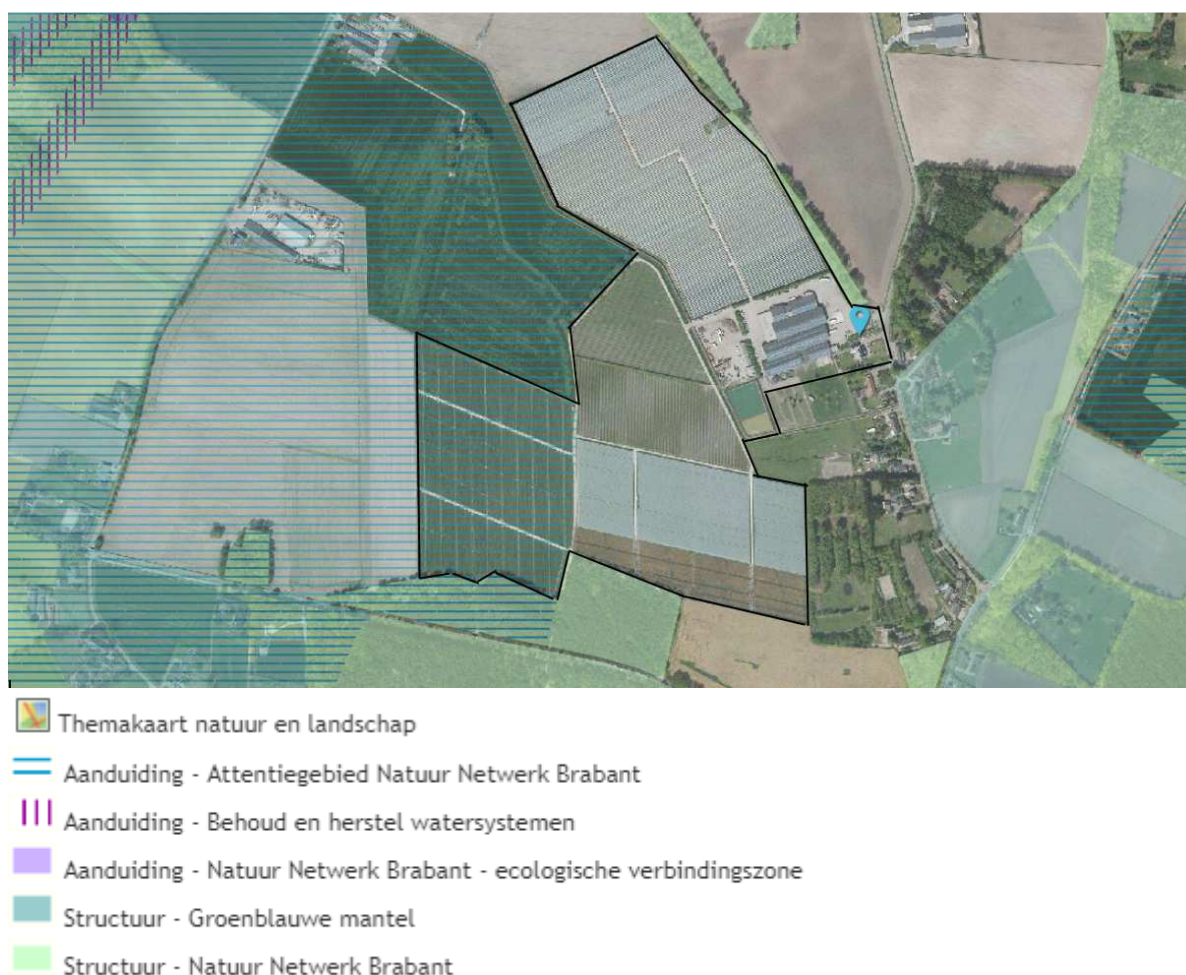 Themakaart natuur en landschap
Aanduiding - Attentiegebied Natuur Netwerk Brabant
Aanduiding - Behoud en herstel watersystemen
Aanduiding - Natuur Netwerk Brabant - ecologische verbindingszone
Structuur - Groenblauwe mantel
Structuur - Natuur Netwerk Brabant